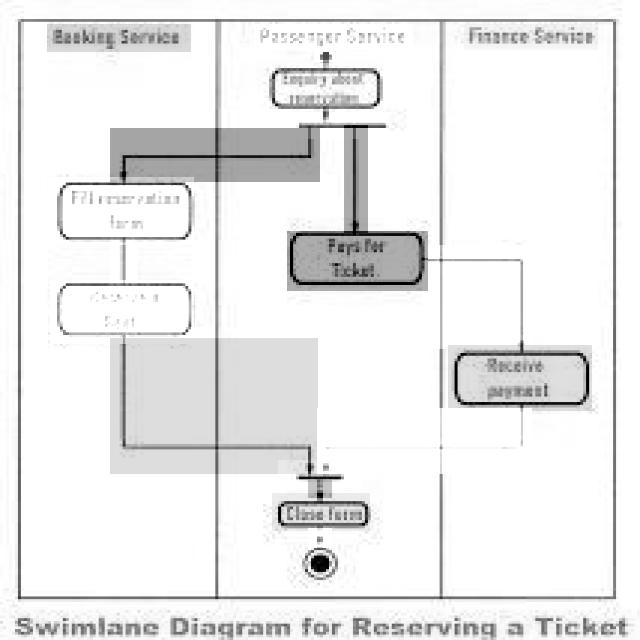 Booking Service
Passenger Service
Finance Service
Enquiry about
reservation
Fill reservation
form
Pays for
Ticket
Seat
Receive
payment
Close form
Swimlane Diagram for Reserving a Ticket